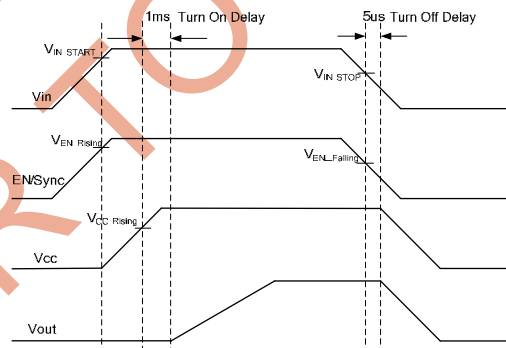 1ms Turn On Delay
5us Turn Off Delay
VIN START
VIN STOP
Vin
VEN Rising
VEN_Falling
EN/Sync
VCC Rising
Vcc
Vout
R T O